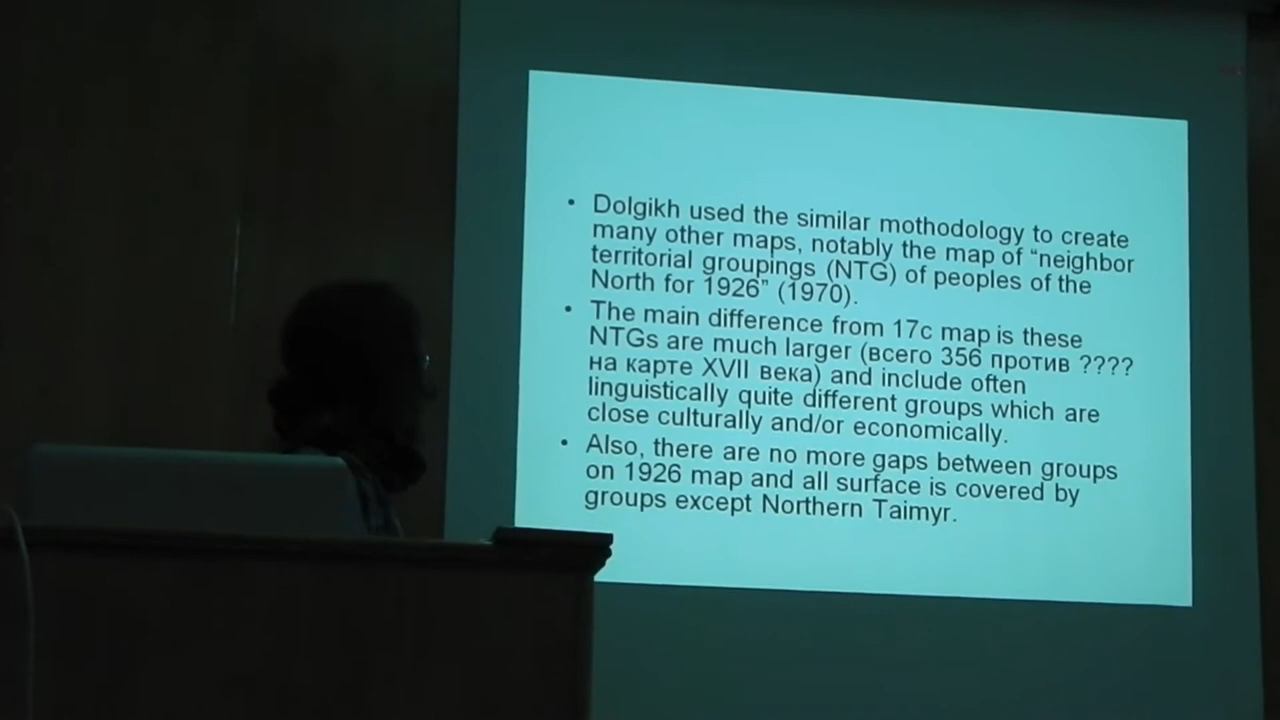 • Dolgikh used the similar mothodology to create
many other maps, notably the map of “neighbor
territorial groupings (NTG) of peoples of the
North for 1926” (1970).
• The main difference from 17c map is these
NTGs are much larger (всего 356 против ????
на карте XVII века) and include often
linguistically quite different groups which are
close culturally and/or economically.
• Also, there are no more gaps between groups
on 1926 map and all surface is covered by
groups except Northern Taimyr.